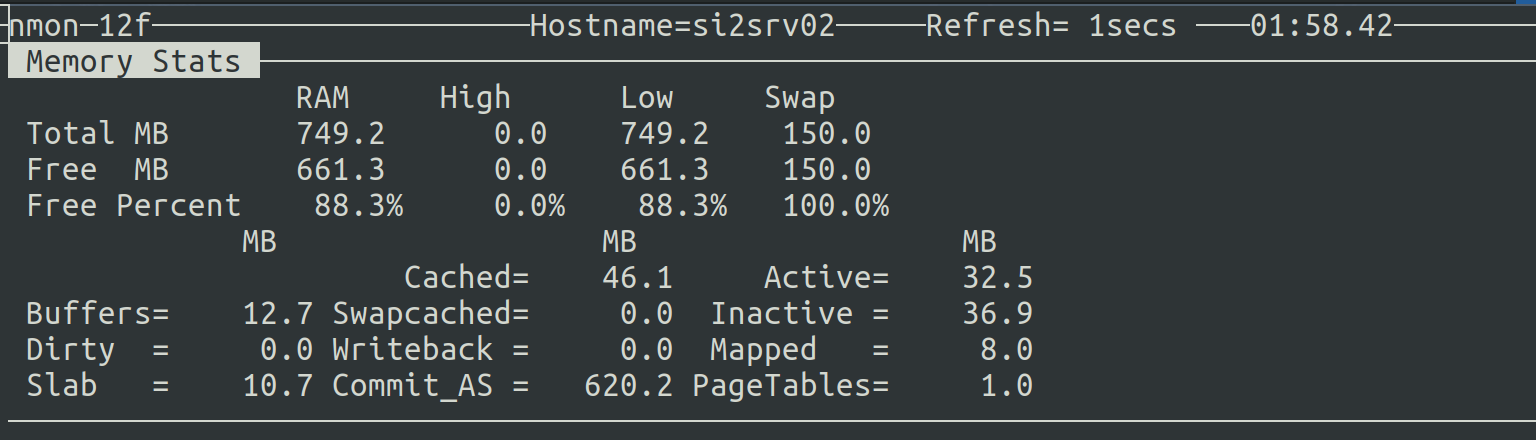 nmon─12f─Hostname=si2srv02─Refresh= 1secs ─01:58.42─
Memory Stats
RAM High Low Swap
Total MB 749.2 0.0 749.2 150.0
Free MB 661.3 0.0 661.3 150.0
Free Percent 88.3% 0.0% 88.3% 100.0%
MB MB MB
Cached= 46.1 Active= 32.5
Buffers= 12.7 Swapcached= 0.0 Inactive = 36.9
Dirty = 0.0 Writeback = 0.0 Mapped = 8.0
Slab = 10.7 Commit_AS = 620.2 PageTables= 1.0